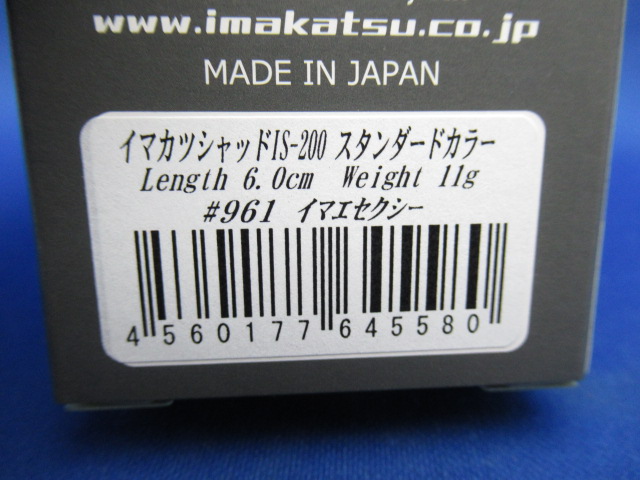 www.imakatsu.co.jp
MADE IN JAPAN
イマカツシャッドIS-200 スタンダードカラー
Length 6.0cm Weight 11g
#961 イマエセクシー
4 560177 645580